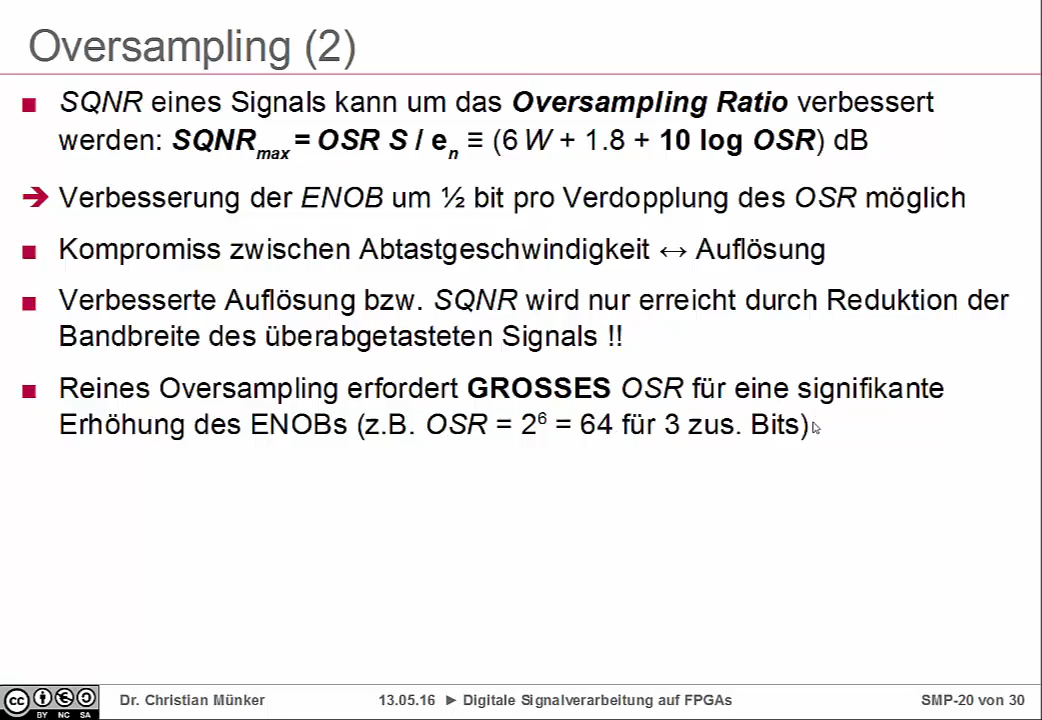 Oversampling (2)
SQNR eines Signals kann um das Oversampling Ratio verbessert
werden: SQNRmax = OSR S / en ≡ (6 W + 1.8 + 10 log OSR) dB
➔ Verbesserung der ENOB um ½ bit pro Verdopplung des OSR möglich
Kompromiss zwischen Abtastgeschwindigkeit ↔ Auflösung
Verbesserte Auflösung bzw. SQNR wird nur erreicht durch Reduktion der
Bandbreite des überabgetasteten Signals !!
Reines Oversampling erfordert GROSSES OSR für eine signifikante
Erhöhung des ENOBs (z.B. OSR = 2⁶ = 64 für 3 zus. Bits)
cc BY NC SA
Dr. Christian Münker 13.05.16 ► Digitale Signalverarbeitung auf FPGAs SMP-20 von 30